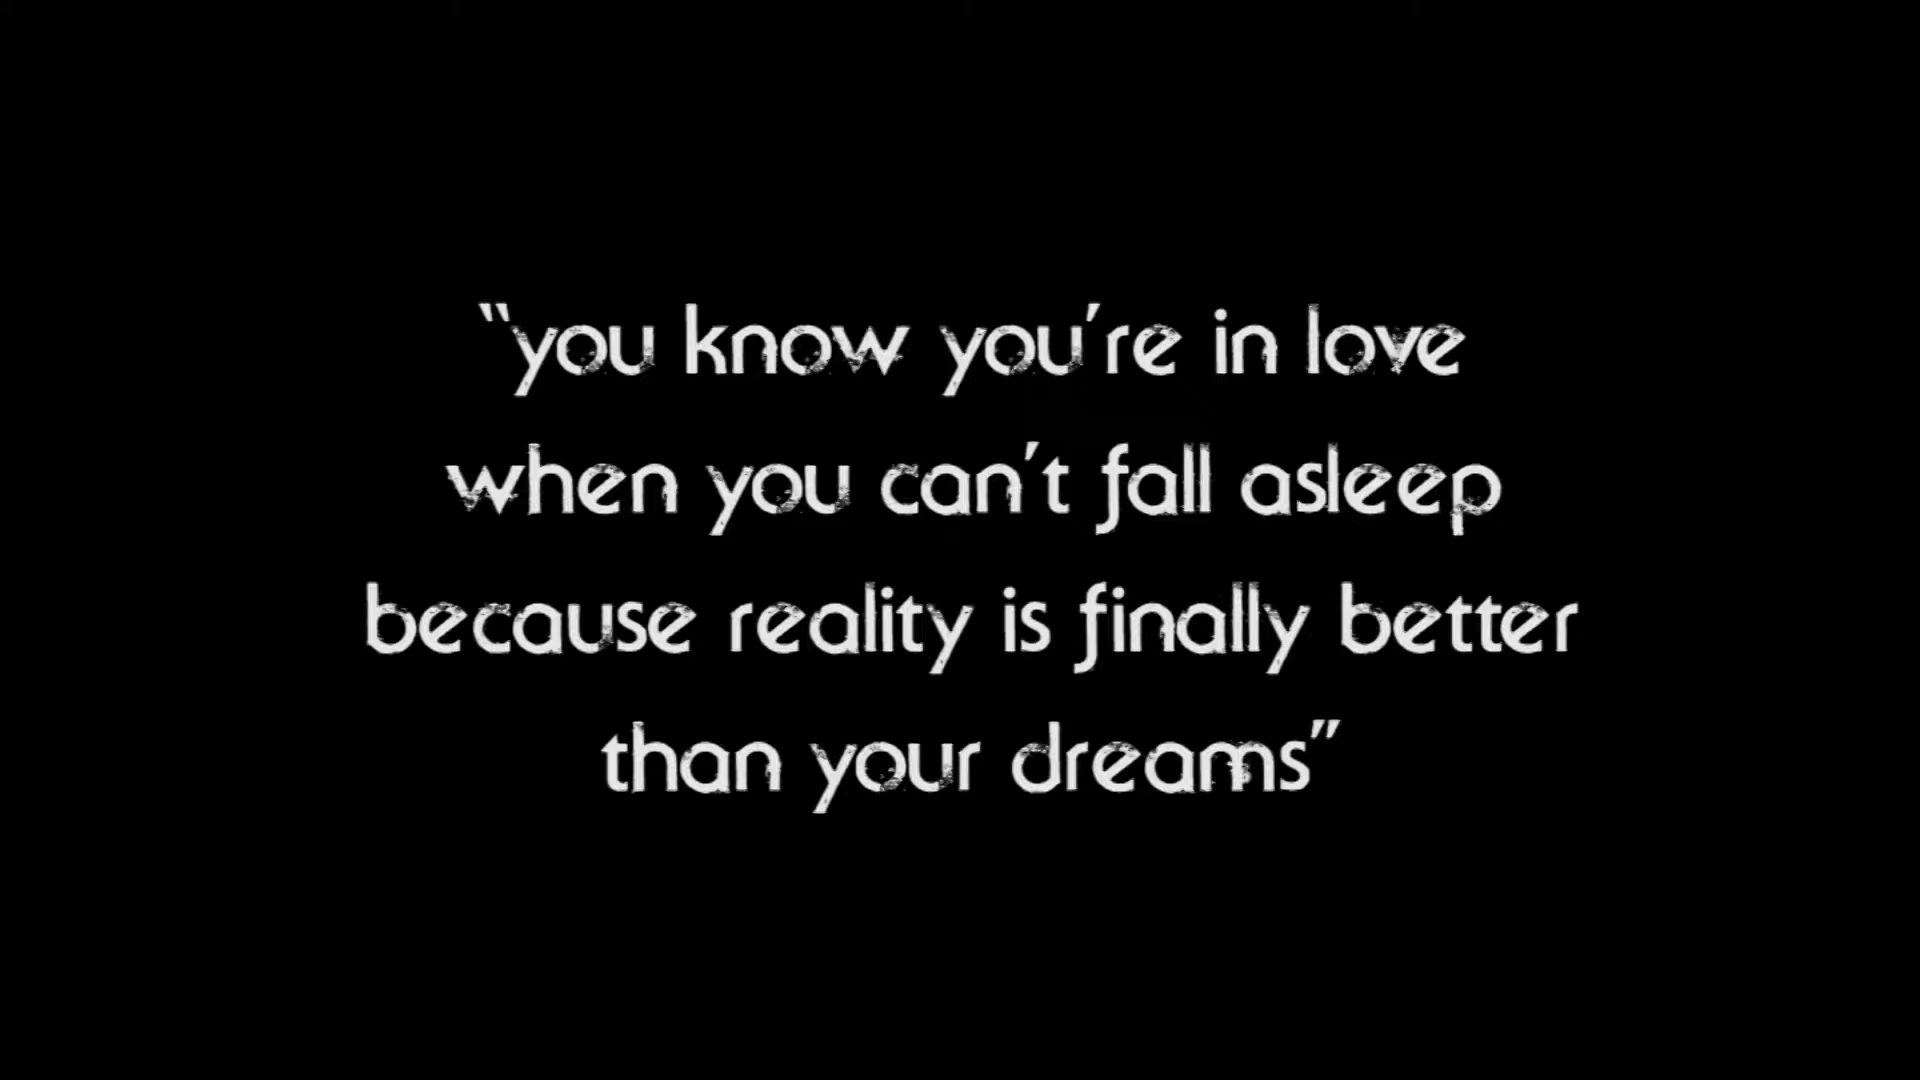 “you know you’re in love
when you can’t fall asleep
because reality is finally better
than your dreams”